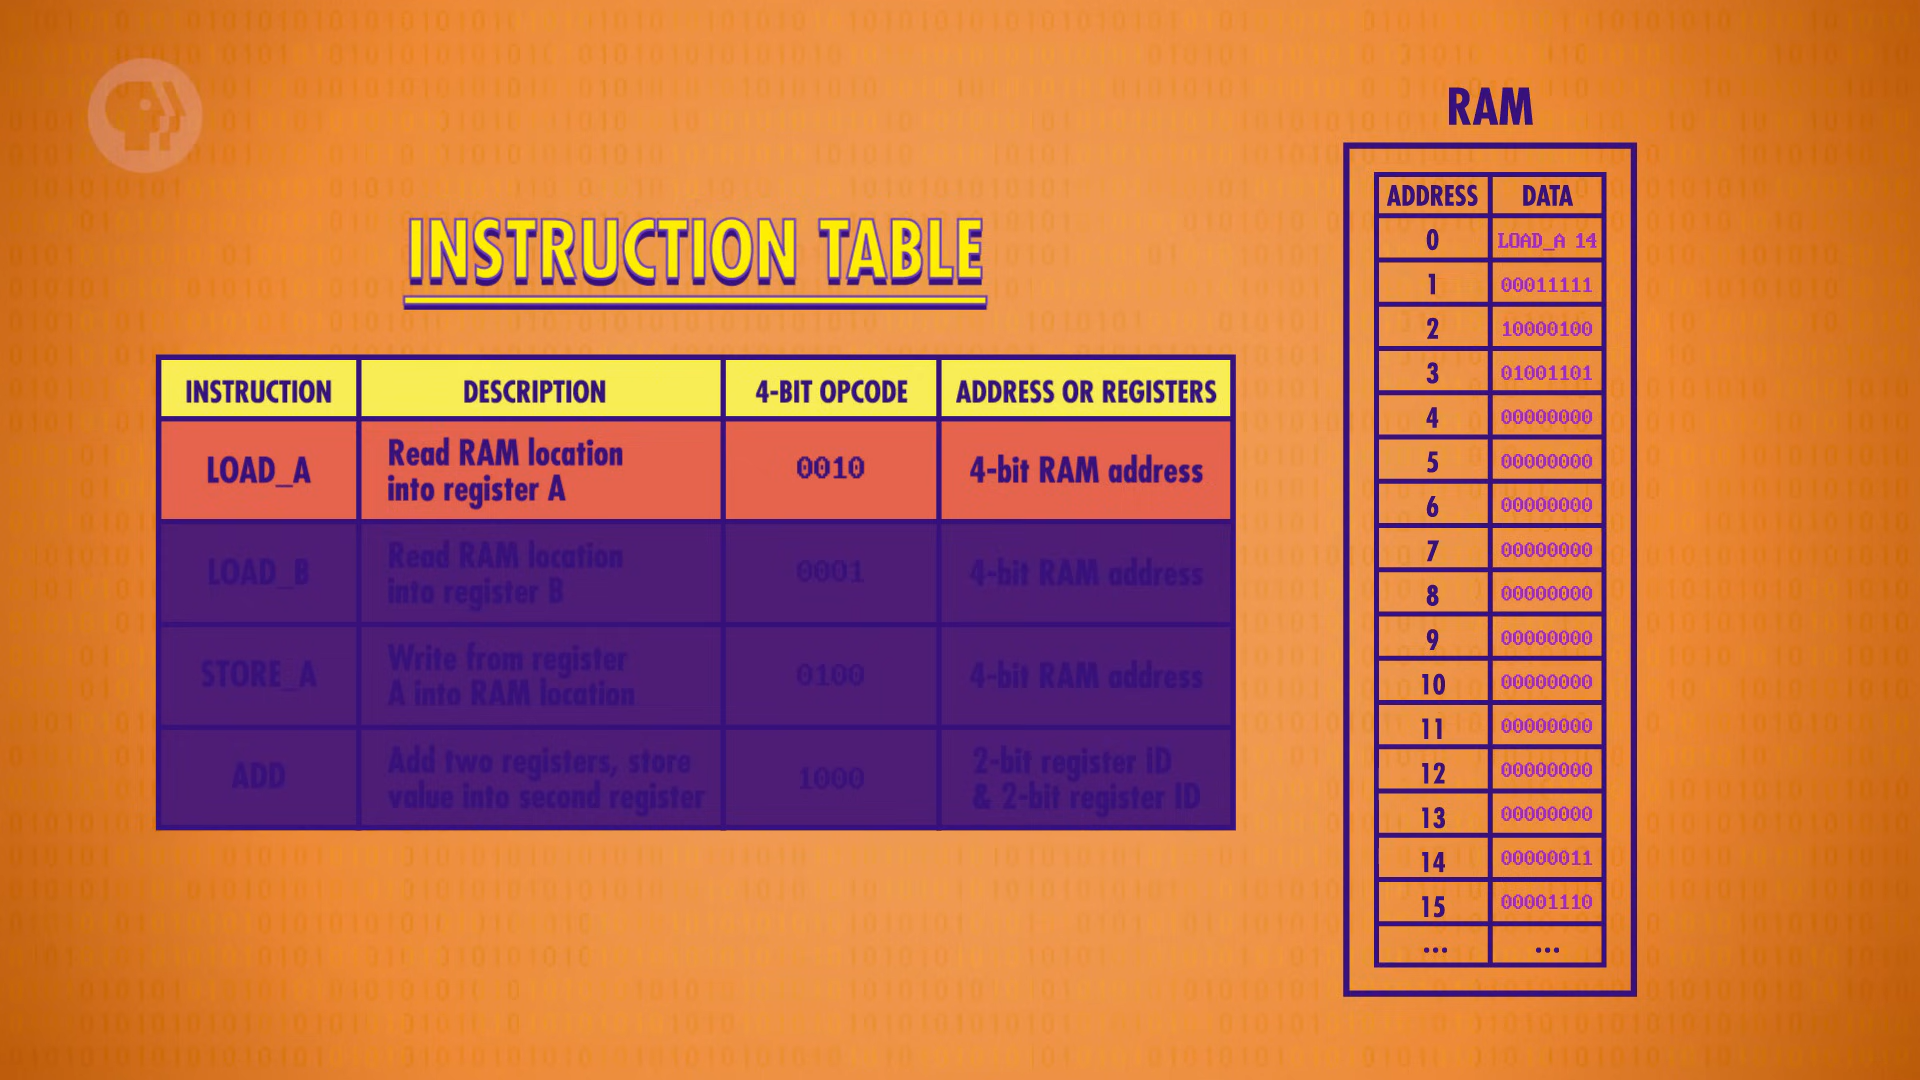 INSTRUCTION TABLE
INSTRUCTION DESCRIPTION 4-BIT OPCODE ADDRESS OR REGISTERS
LOAD_A Read RAM location into register A 0010 4-bit RAM address
LOAD_B Read RAM location into register B 0001 4-bit RAM address
STORE_A Write from register A into RAM location 0100 4-bit RAM address
ADD Add two registers, store value into second register 1000 2-bit register ID & 2-bit register ID
RAM
ADDRESS DATA
0 LOAD_A 14
1 00011111
2 10000100
3 01001101
4 00000000
5 00000000
6 00000000
7 00000000
8 00000000
9 00000000
10 00000000
11 00000000
12 00000000
13 00000000
14 00000011
15 00001110
... ...